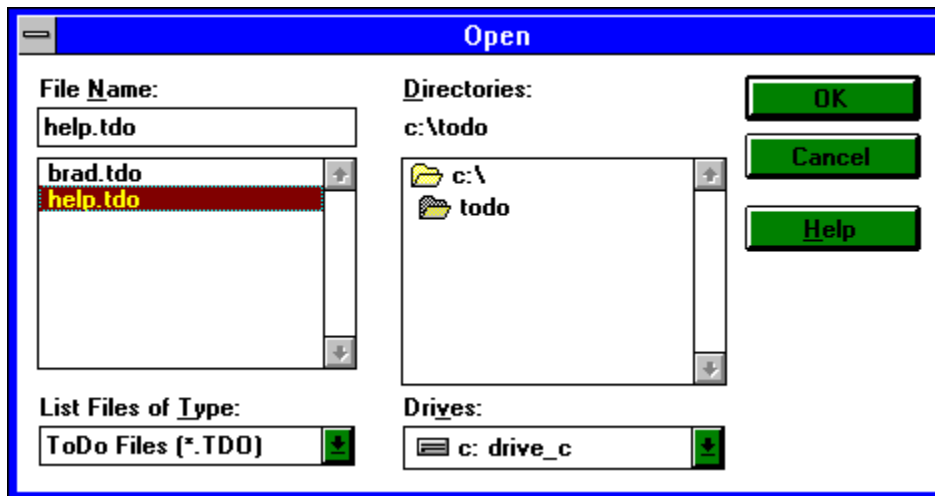 Open
File Name:
help.tdo
brad.tdo
help.tdo
List Files of Type:
ToDo Files (*.TDO)
Directories:
c:\todo
c:\
todo
Drives:
c: drive_c
OK
Cancel
Help